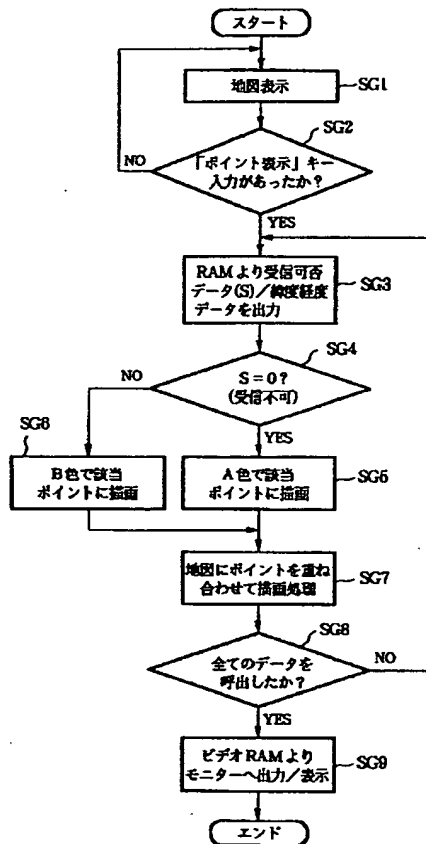 スタート
地図表示
SG1
SG2
「ポイント表示」キー
入力があったか？
NO
YES
RAMより受信可否
データ(S)／緯度経度
データを出力
SG3
SG4
S＝0？
(受信不可)
NO
YES
SG6
B色で該当
ポイントに描画
A色で該当
ポイントに描画
SG5
地図にポイントを重ね
合わせて描画処理
SG7
SG8
全てのデータを
呼出したか？
NO
YES
ビデオRAMより
モニターへ出力／表示
SG9
エンド